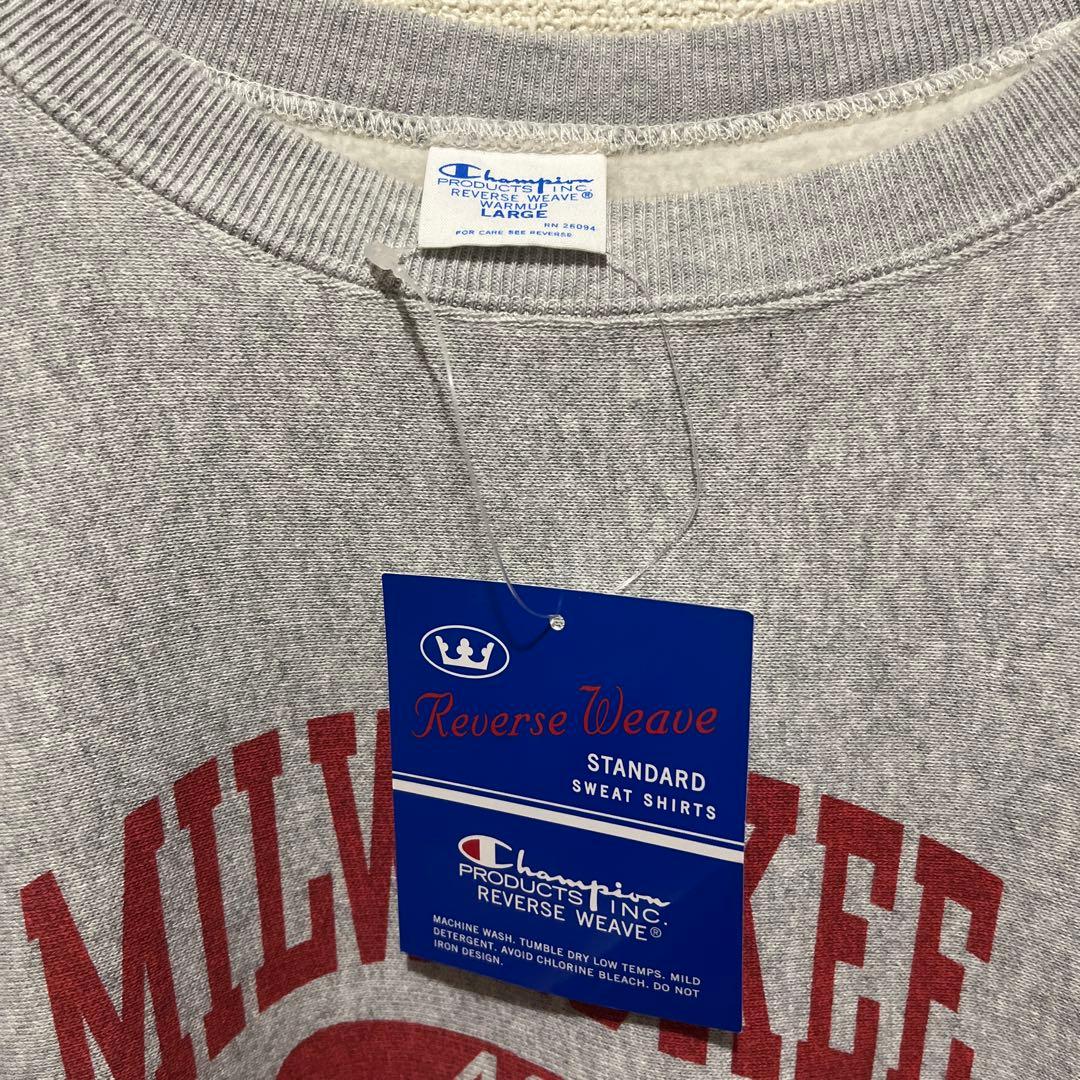 Champion
PRODUCTS INC.
REVERSE WEAVE®
WARMUP
LARGE
RN 26094
FOR CARE SEE REVERSE
Reverse Weave
STANDARD
SWEAT SHIRTS
Champion
PRODUCTS INC.
REVERSE WEAVE®
MACHINE WASH. TUMBLE DRY LOW TEMPS. MILD
DETERGENT. AVOID CHLORINE BLEACH. DO NOT
IRON DESIGN.
MILW KEE